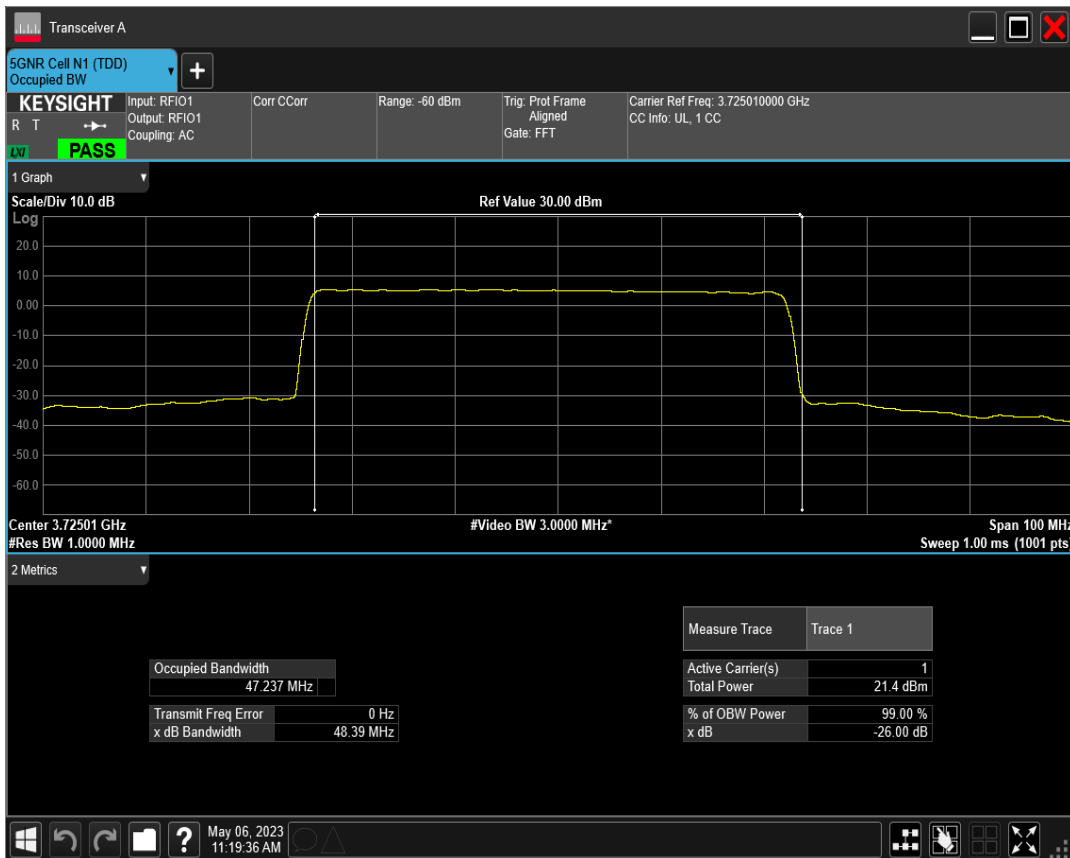 Transceiver A
5GNR Cell N1 (TDD)
Occupied BW
KEYSIGHT
R T
LXI
PASS
Input: RFIO1
Output: RFIO1
Coupling: AC
Corr CCorr
Range: -60 dBm
Trig: Prot Frame
Aligned
Gate: FFT
Carrier Ref Freq: 3.725010000 GHz
CC Info: UL, 1 CC
1 Graph
Scale/Div 10.0 dB
Ref Value 30.00 dBm
Log
20.0
10.0
0.00
-10.0
-20.0
-30.0
-40.0
-50.0
-60.0
Center 3.72501 GHz
#Video BW 3.0000 MHz*
Span 100 MHz
#Res BW 1.0000 MHz
Sweep 1.00 ms (1001 pts)
2 Metrics
Measure Trace Trace 1
Occupied Bandwidth
47.237 MHz
Active Carrier(s) 1
Total Power 21.4 dBm
Transmit Freq Error 0 Hz
x dB Bandwidth 48.39 MHz
% of OBW Power 99.00 %
x dB -26.00 dB
?
May 06, 2023
11:19:36 AM